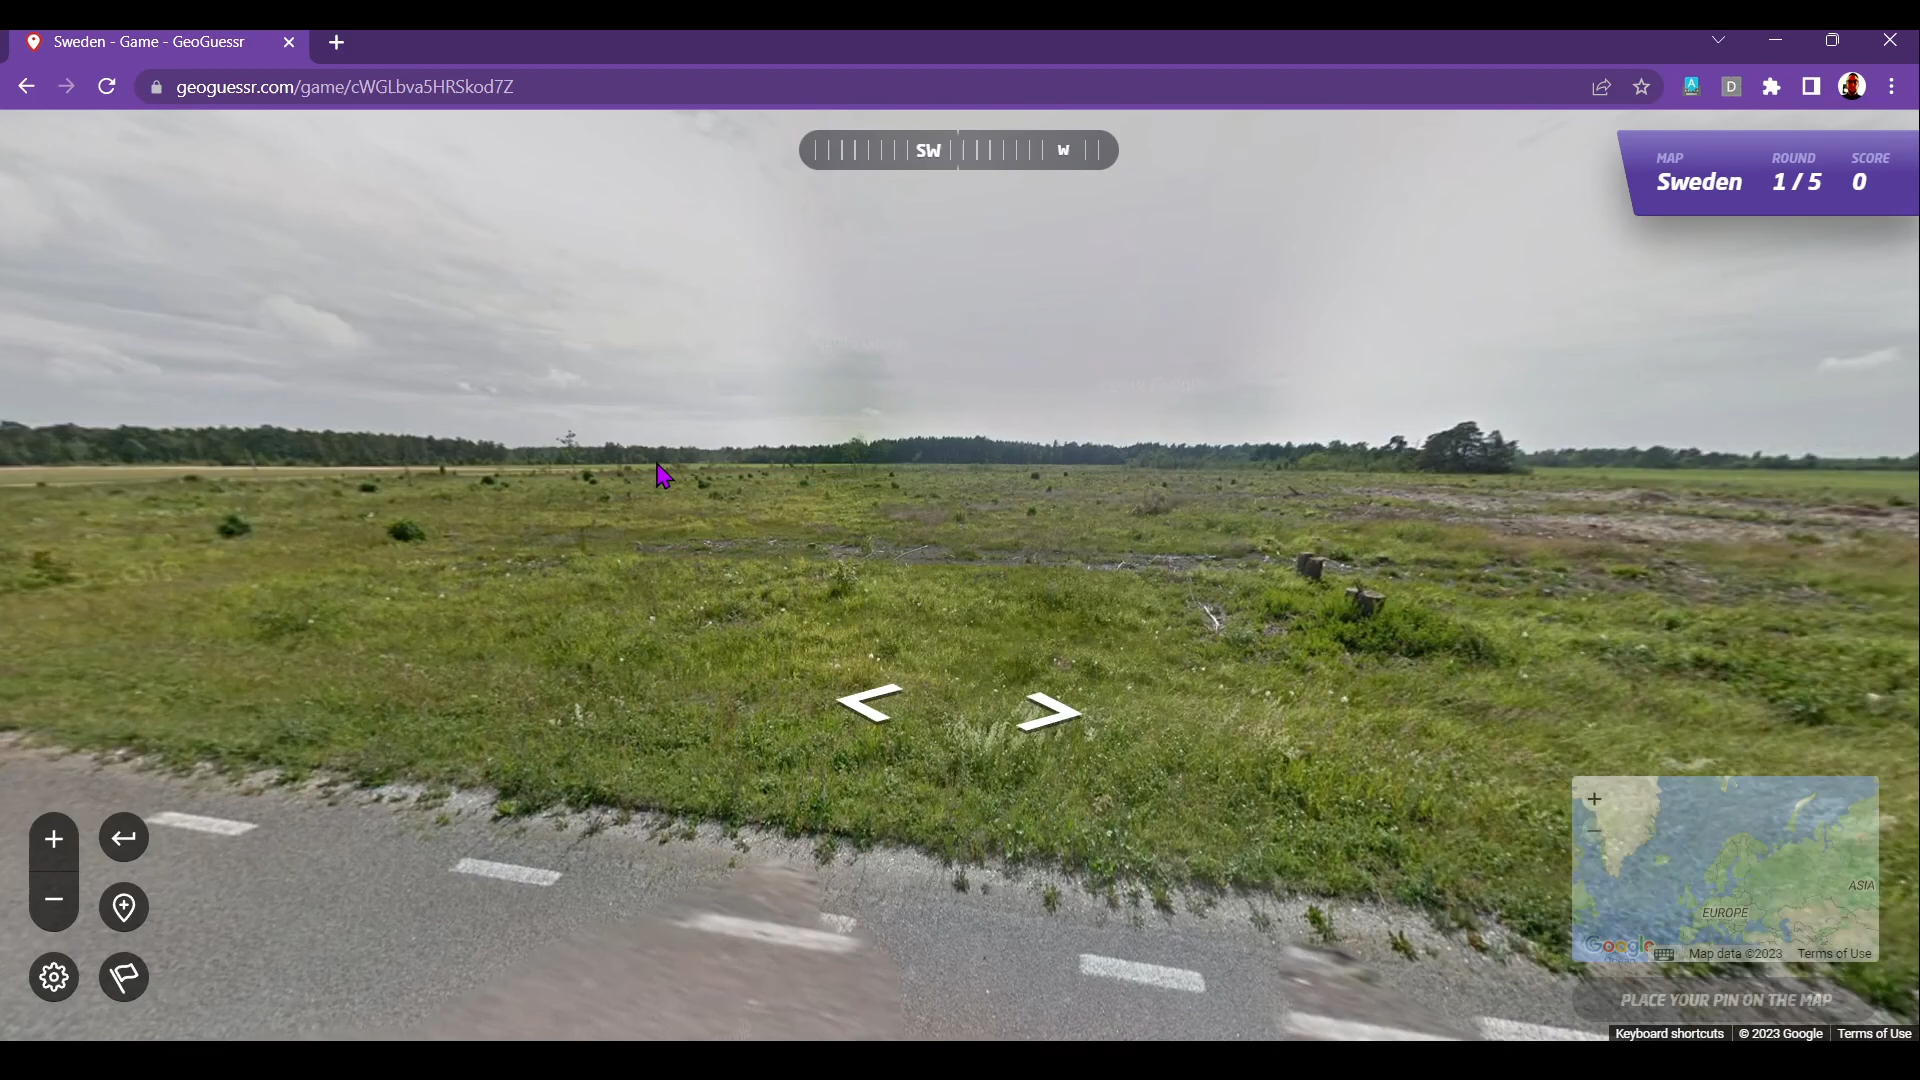 Sweden - Game - GeoGuessr
geoguessr.com/game/cWGLbva5HRSkod7Z
D
SW
W
MAP
ROUND
SCORE
Sweden
1 / 5
0
ASIA
EUROPE
Google
Map data ©2023
Terms of Use
PLACE YOUR PIN ON THE MAP
Keyboard shortcuts
© 2023 Google
Terms of Use